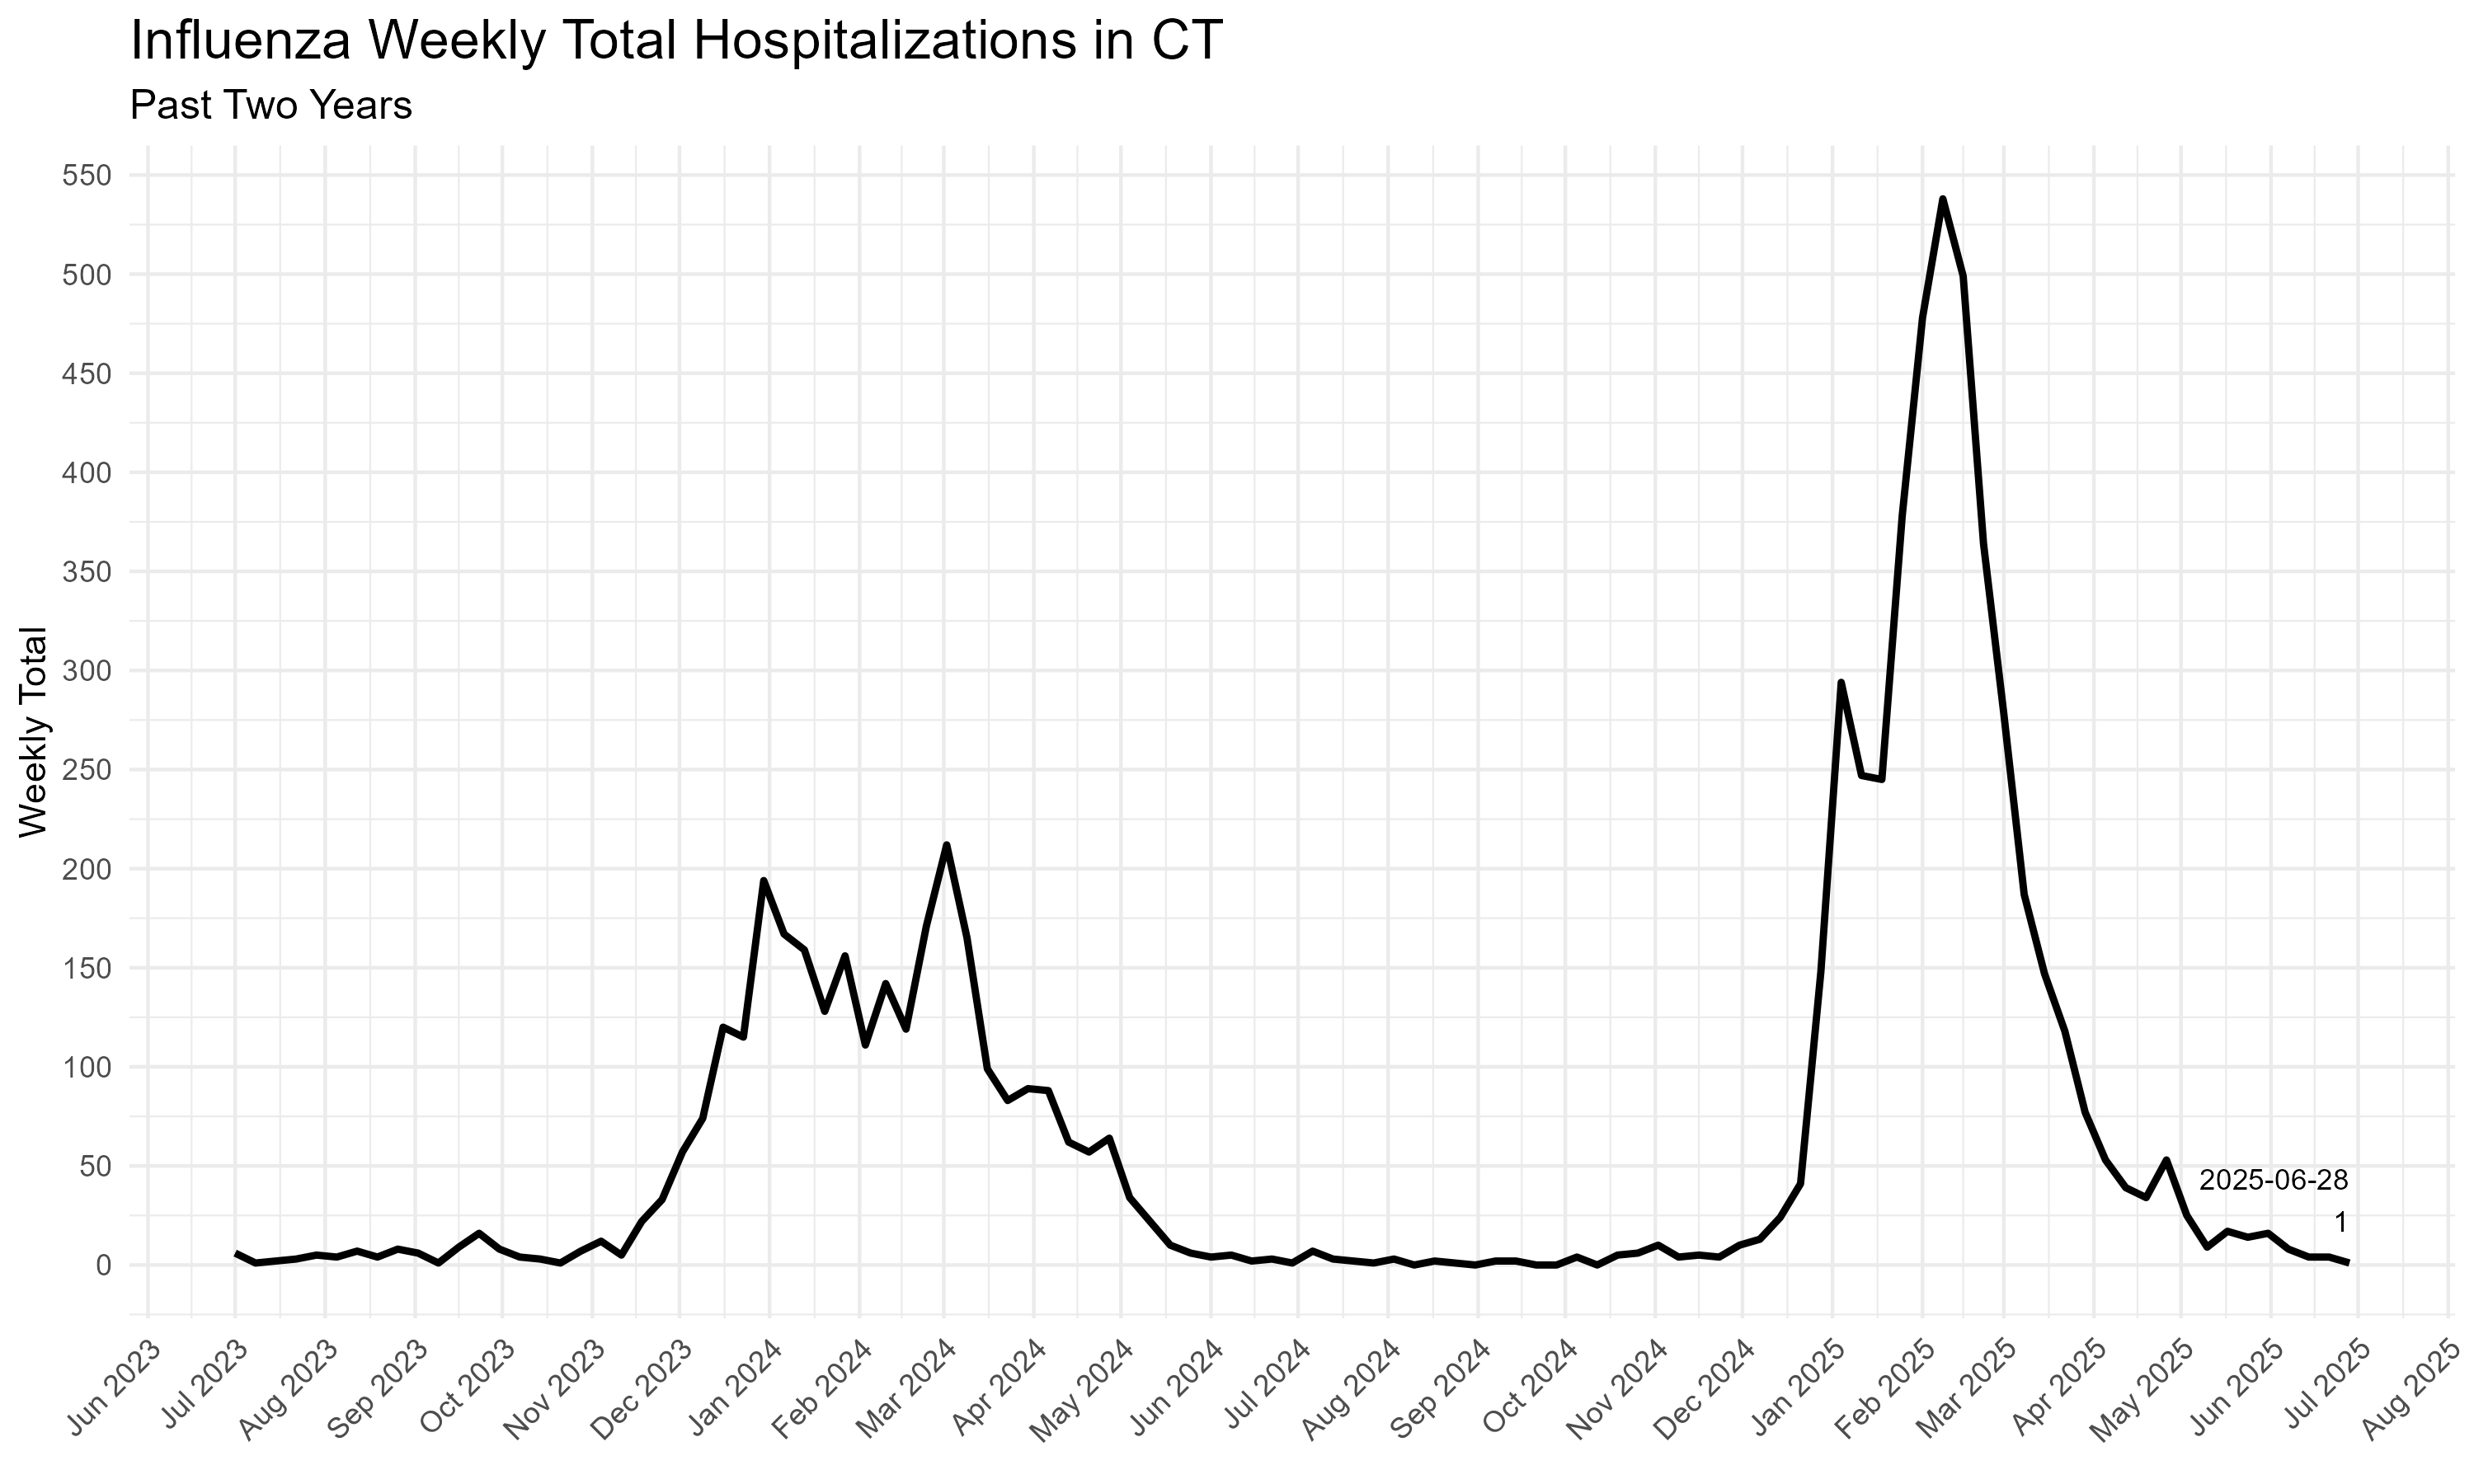 Influenza Weekly Total Hospitalizations in CT
Past Two Years
Weekly Total
550
500
450
400
350
300
250
200
150
100
50
0
2025-06-28
1
Jun 2023
Jul 2023
Aug 2023
Sep 2023
Oct 2023
Nov 2023
Dec 2023
Jan 2024
Feb 2024
Mar 2024
Apr 2024
May 2024
Jun 2024
Jul 2024
Aug 2024
Sep 2024
Oct 2024
Nov 2024
Dec 2024
Jan 2025
Feb 2025
Mar 2025
Apr 2025
May 2025
Jun 2025
Jul 2025
Aug 2025